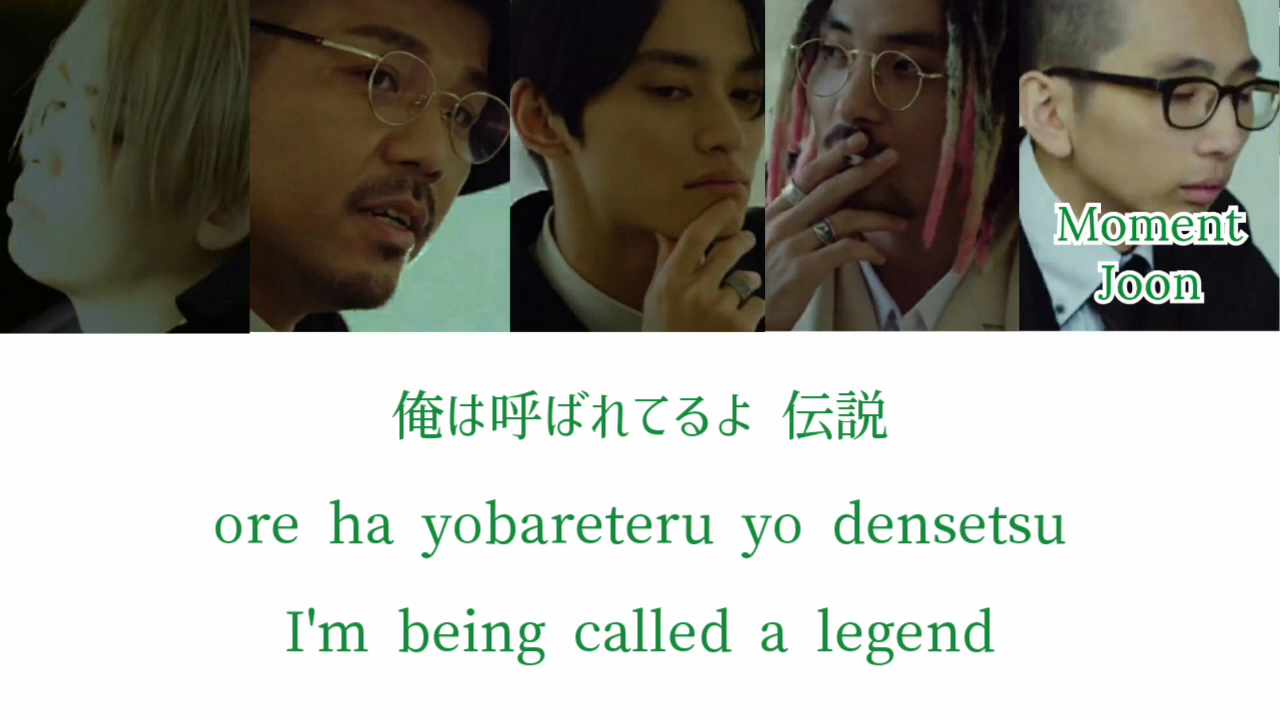 Moment
Joon
俺は呼ばれてるよ 伝説
ore ha yobareteru yo densetsu
I'm being called a legend